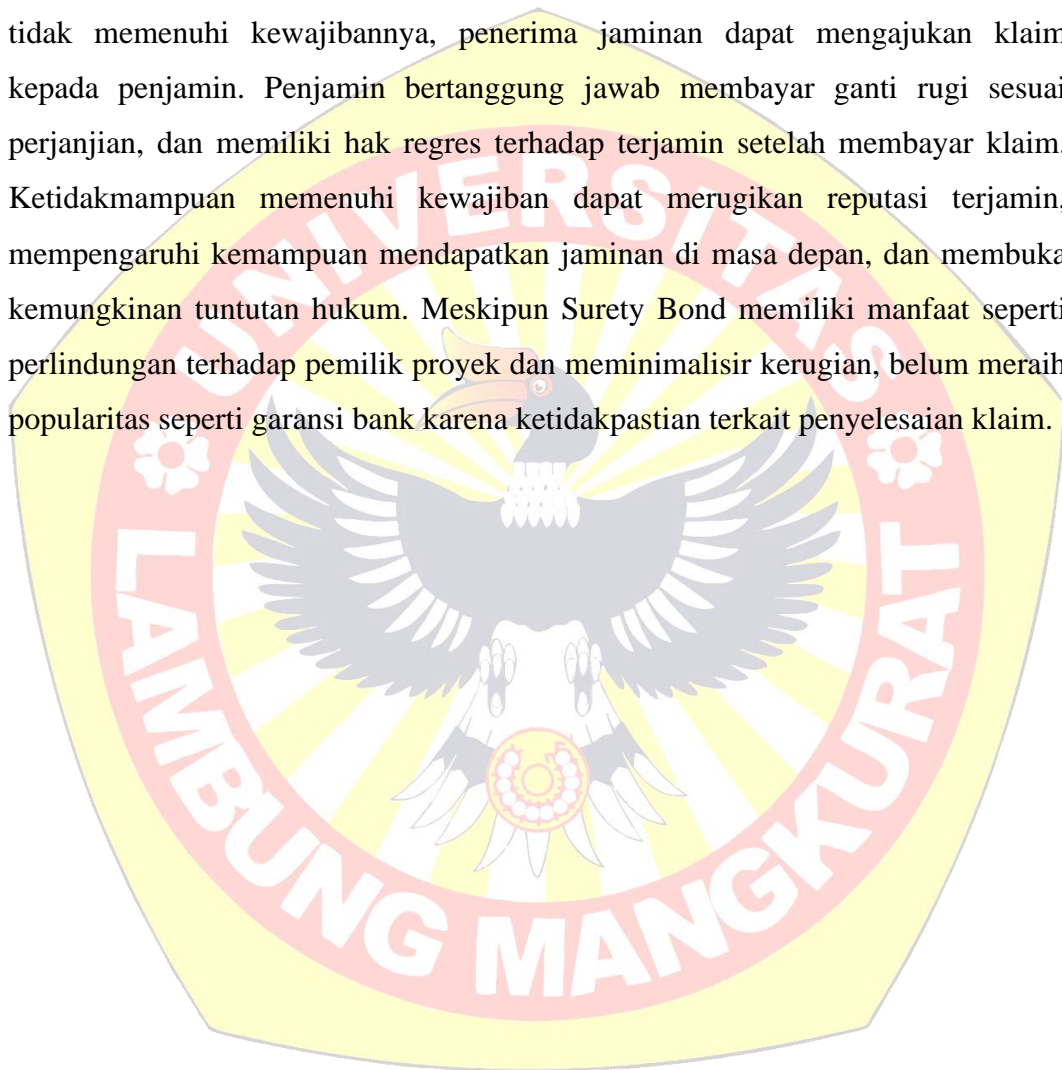 tidak memenuhi kewajibannya, penerima jaminan dapat mengajukan klaim
kepada penjamin. Penjamin bertanggung jawab membayar ganti rugi sesuai
perjanjian, dan memiliki hak regres terhadap terjamin setelah membayar klaim.
Ketidakmampuan memenuhi kewajiban dapat merugikan reputasi terjamin,
mempengaruhi kemampuan mendapatkan jaminan di masa depan, dan membuka
kemungkinan tuntutan hukum. Meskipun Surety Bond memiliki manfaat seperti
perlindungan terhadap pemilik proyek dan meminimalisir kerugian, belum meraih
popularitas seperti garansi bank karena ketidakpastian terkait penyelesaian klaim.
UNIVERSITAS
LAMBUNG MANGKURAT